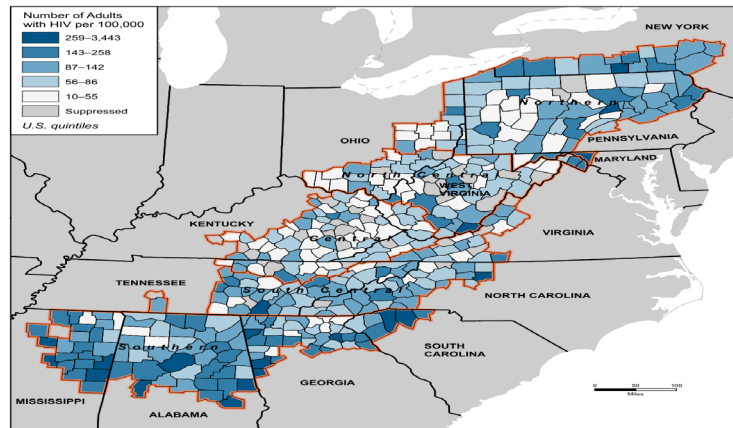 Number of Adults
with HIV per 100,000
259–3,443
143–258
87–142
56–86
10–55
Suppressed
U.S. quintiles
NEW YORK
Northern
OHIO
PENNSYLVANIA
MARYLAND
North Central
WEST
VIRGINIA
KENTUCKY
VIRGINIA
Central
TENNESSEE
South Central
NORTH CAROLINA
Southern
SOUTH
CAROLINA
GEORGIA
MISSISSIPPI
ALABAMA
0 50 100
Miles